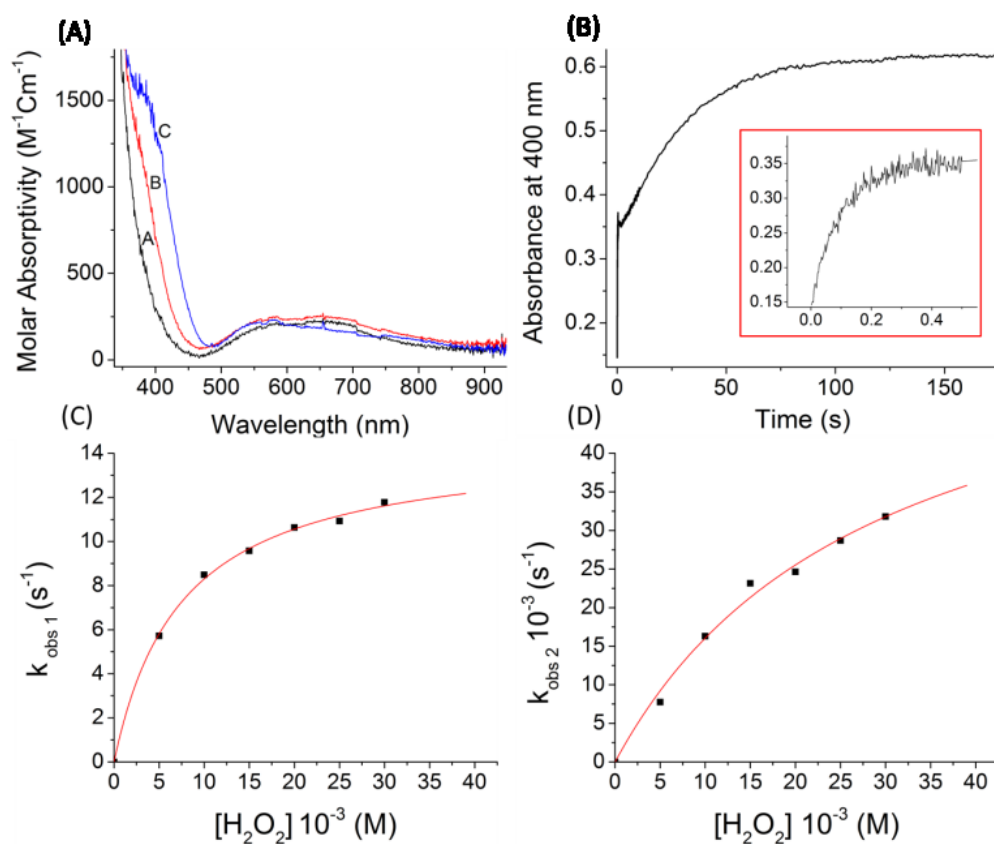 (A)
Molar Absorptivity (M⁻¹Cm⁻¹)
1500
1000
500
0
C
B
A
400 500 600 700 800 900
Wavelength (nm)
(B)
Absorbance at 400 nm
0.6
0.5
0.4
0.3
0.2
0.35
0.30
0.25
0.20
0.15
0.0 0.2 0.4
0 50 100 150
Time (s)
(C)
k obs 1 (s⁻¹)
14
12
10
8
6
4
2
0
0 5 10 15 20 25 30 35 40
[H₂O₂] 10⁻³ (M)
(D)
k obs 2 10⁻³ (s⁻¹)
40
35
30
25
20
15
10
5
0
0 5 10 15 20 25 30 35 40
[H₂O₂] 10⁻³ (M)